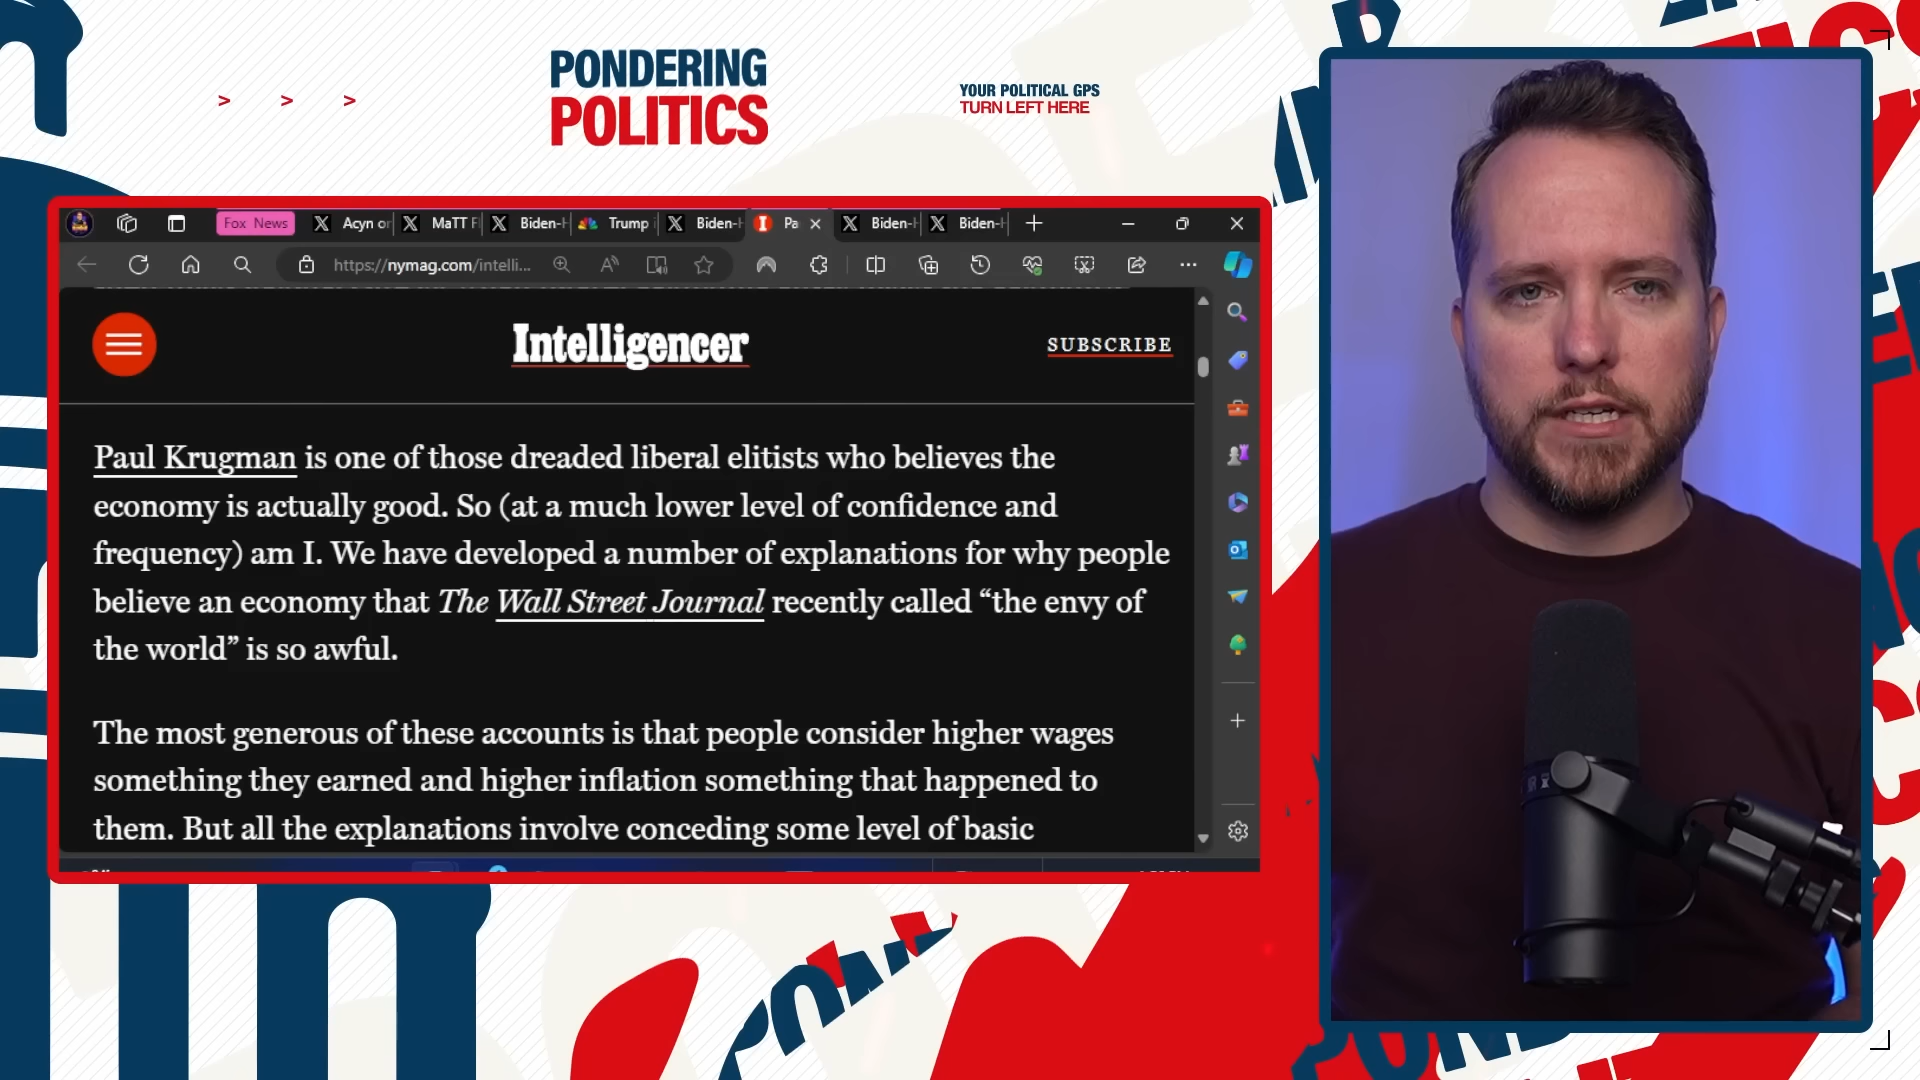 PONDERING
POLITICS
YOUR POLITICAL GPS
TURN LEFT HERE
> > >
Fox News
Acyn or
MaTT F
Biden-H
Trump i
Biden-H
Pa
Biden-H
Biden-H
https://nymag.com/intelli...
Intelligencer
SUBSCRIBE
Paul Krugman is one of those dreaded liberal elitists who believes the
economy is actually good. So (at a much lower level of confidence and
frequency) am I. We have developed a number of explanations for why people
believe an economy that The Wall Street Journal recently called “the envy of
the world” is so awful.
The most generous of these accounts is that people consider higher wages
something they earned and higher inflation something that happened to
them. But all the explanations involve conceding some level of basic